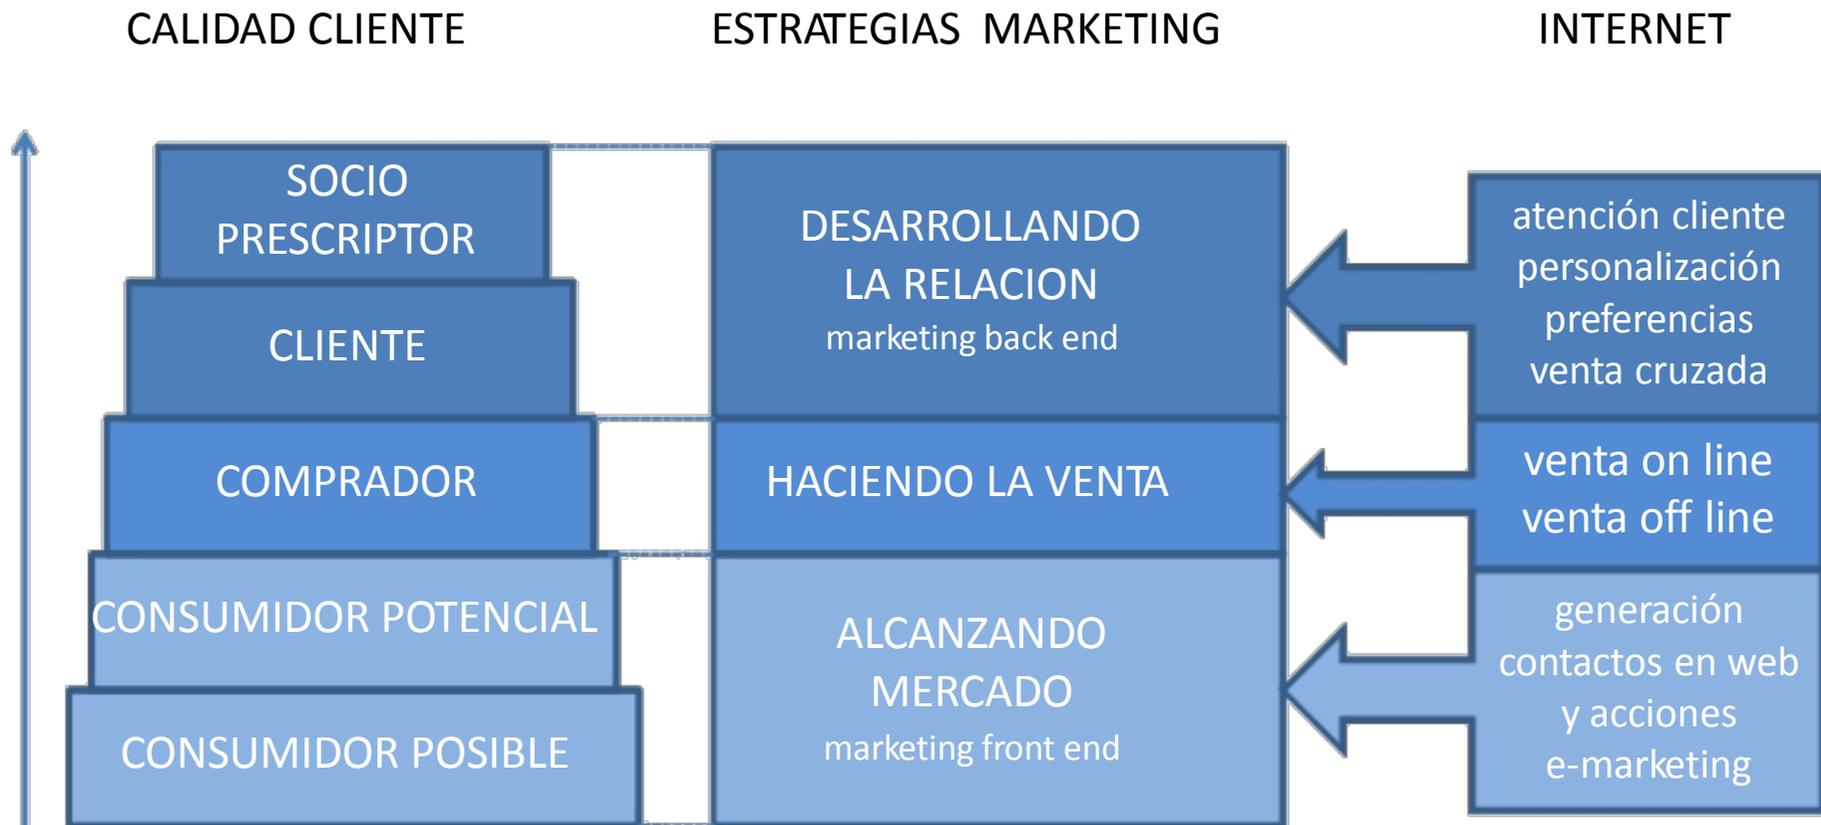 CALIDAD CLIENTE
ESTRATEGIAS MARKETING
INTERNET
SOCIO
PRESCRIPTOR
CLIENTE
COMPRADOR
CONSUMIDOR POTENCIAL
CONSUMIDOR POSIBLE
DESARROLLANDO
LA RELACION
marketing back end
HACIENDO LA VENTA
ALCANZANDO
MERCADO
marketing front end
atención cliente
personalización
preferencias
venta cruzada
venta on line
venta off line
generación
contactos en web
y acciones
e-marketing